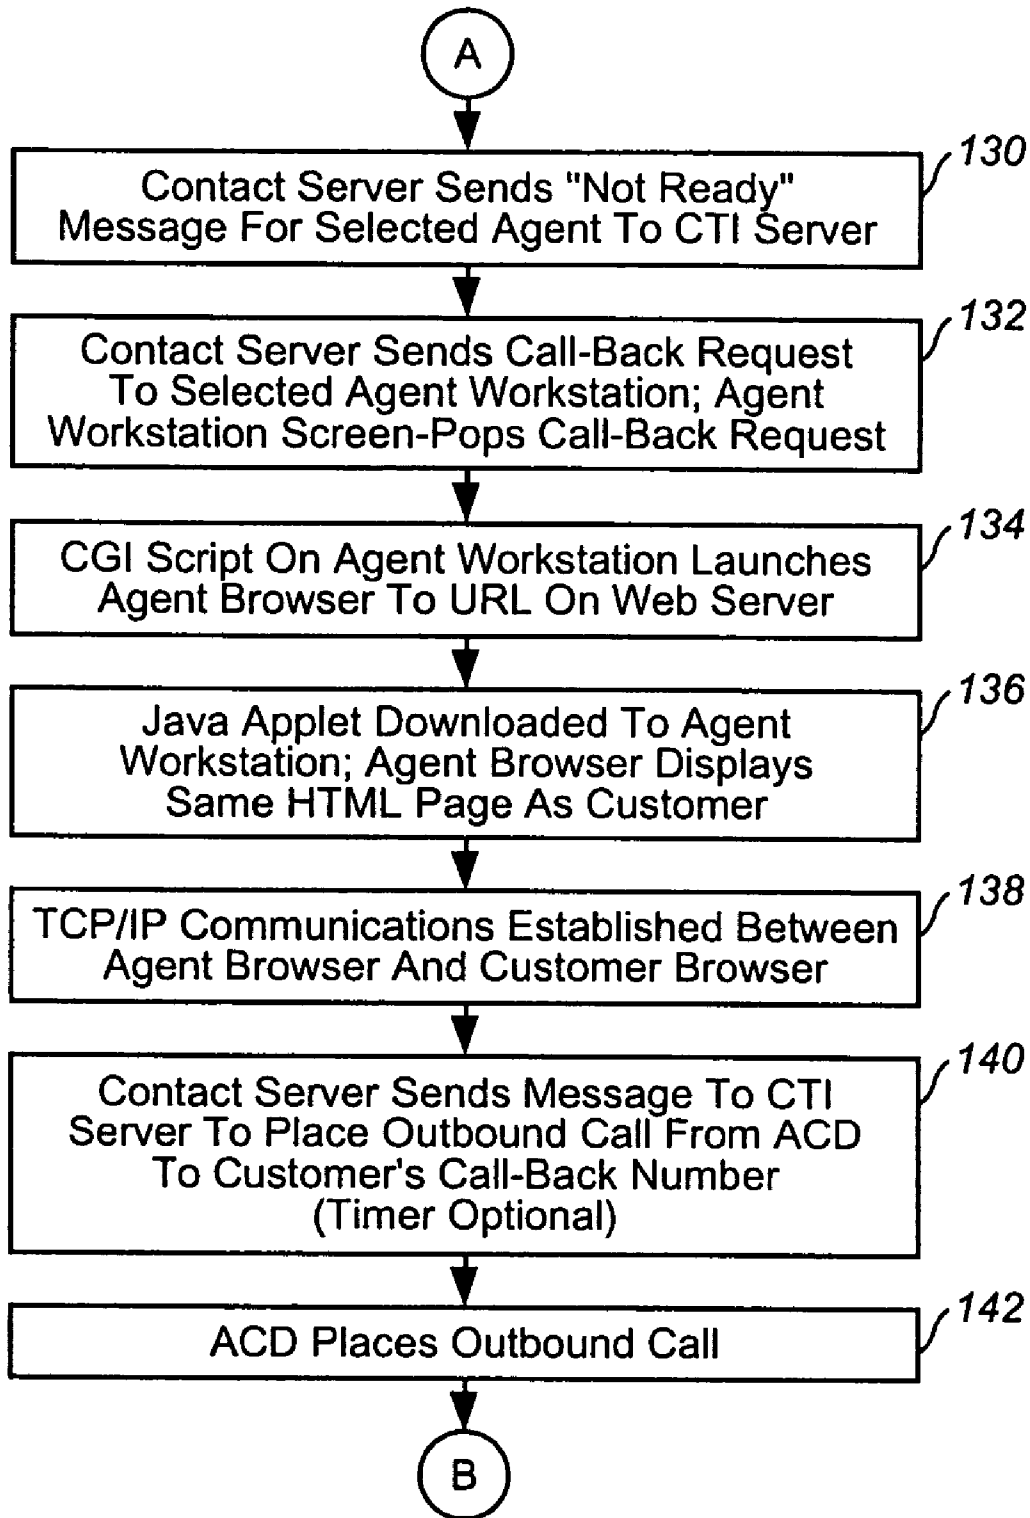 A
130
Contact Server Sends "Not Ready"
Message For Selected Agent To CTI Server
132
Contact Server Sends Call-Back Request
To Selected Agent Workstation; Agent
Workstation Screen-Pops Call-Back Request
134
CGI Script On Agent Workstation Launches
Agent Browser To URL On Web Server
136
Java Applet Downloaded To Agent
Workstation; Agent Browser Displays
Same HTML Page As Customer
138
TCP/IP Communications Established Between
Agent Browser And Customer Browser
140
Contact Server Sends Message To CTI
Server To Place Outbound Call From ACD
To Customer's Call-Back Number
(Timer Optional)
142
ACD Places Outbound Call
B